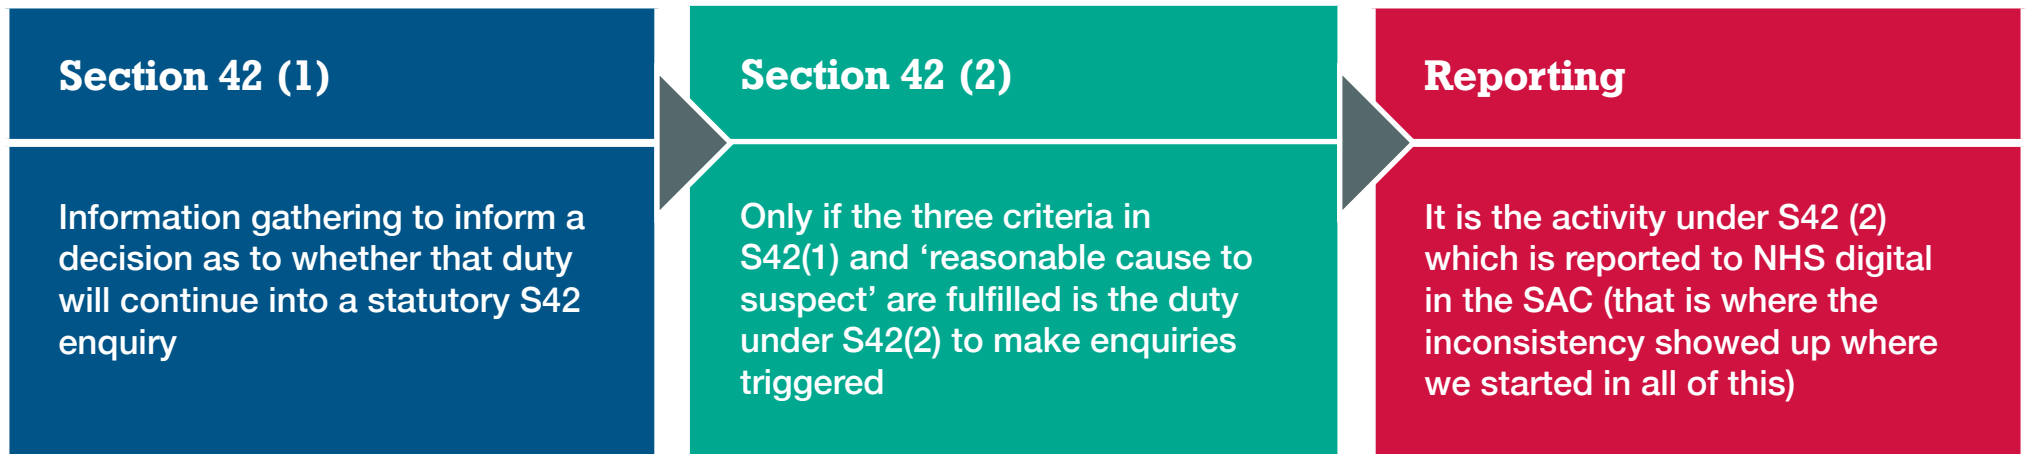 Section 42 (1)
Information gathering to inform a
decision as to whether that duty
will continue into a statutory S42
enquiry
Section 42 (2)
Only if the three criteria in
S42(1) and ‘reasonable cause to
suspect’ are fulfilled is the duty
under S42(2) to make enquiries
triggered
Reporting
It is the activity under S42 (2)
which is reported to NHS digital
in the SAC (that is where the
inconsistency showed up where
we started in all of this)